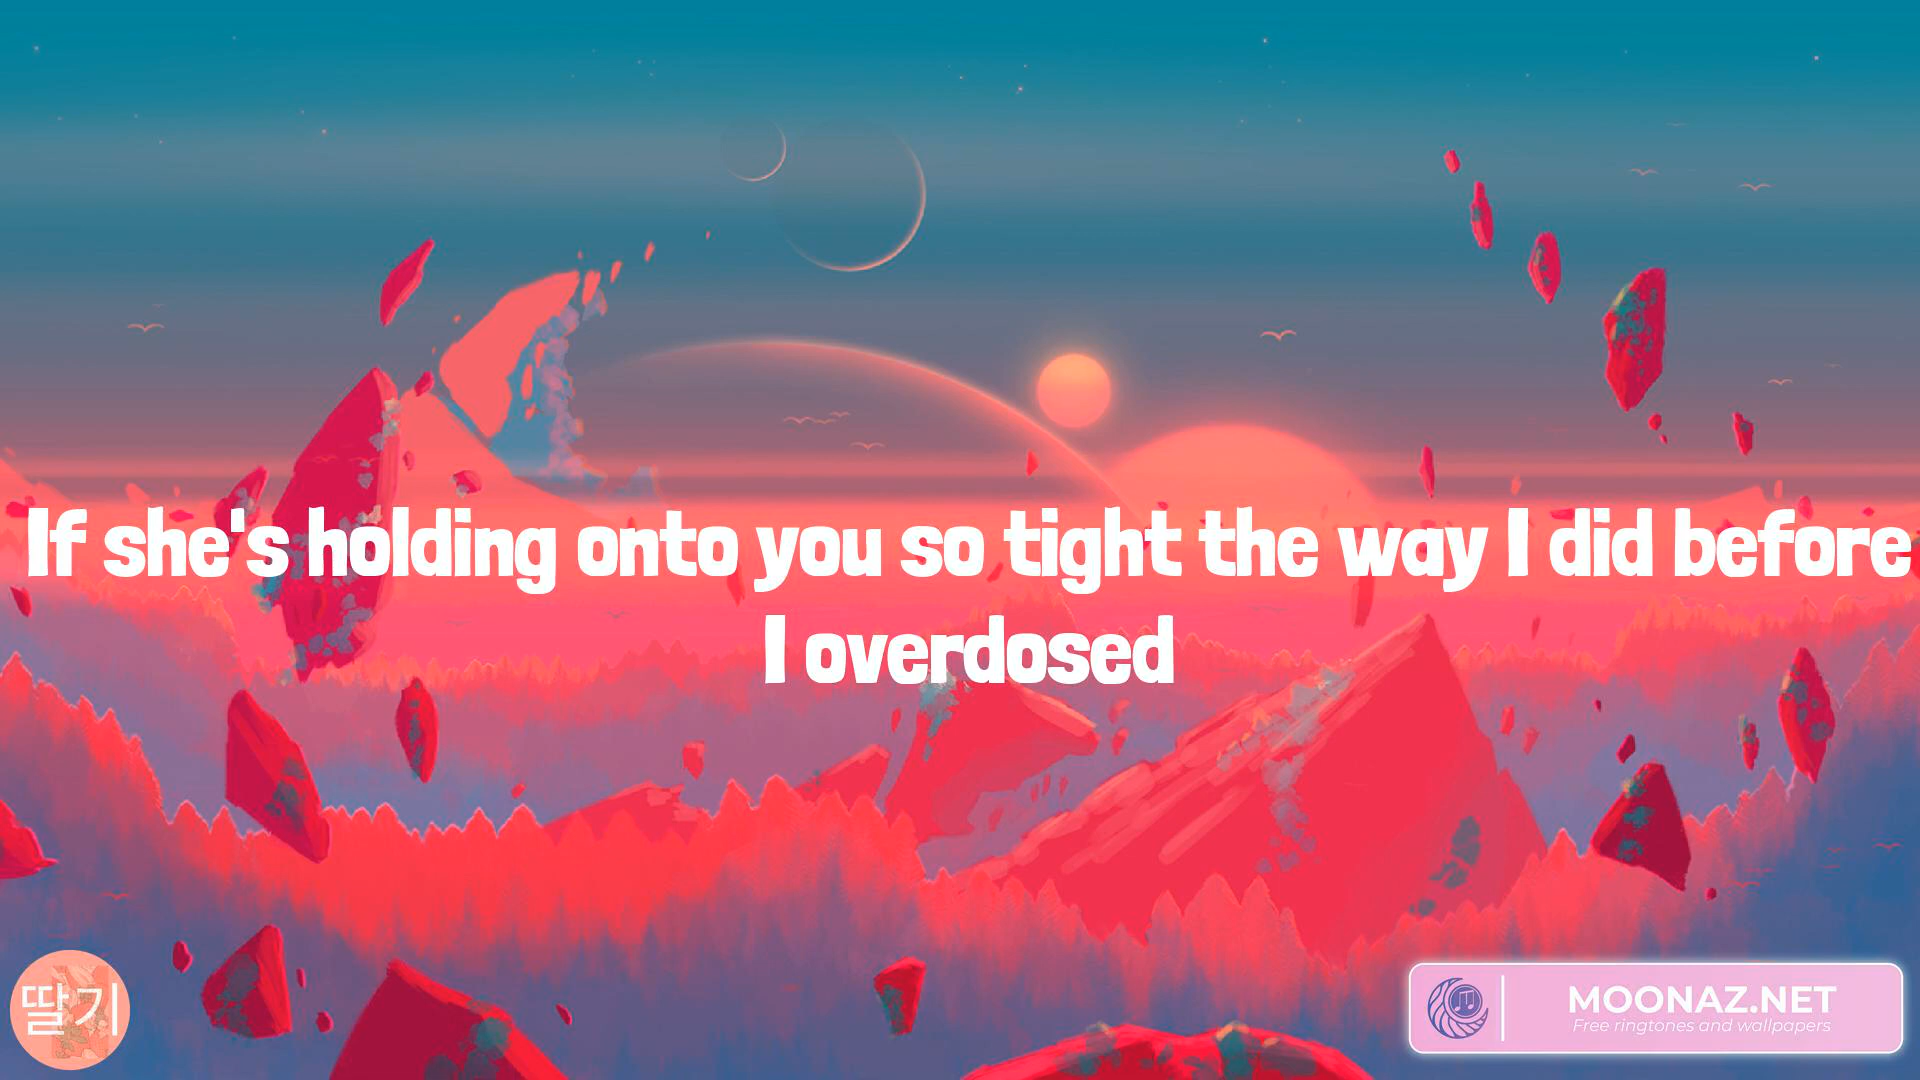 If she's holding onto you so tight the way I did before
I overdosed
딸기
MOONAZ.NET
Free ringtones and wallpapers